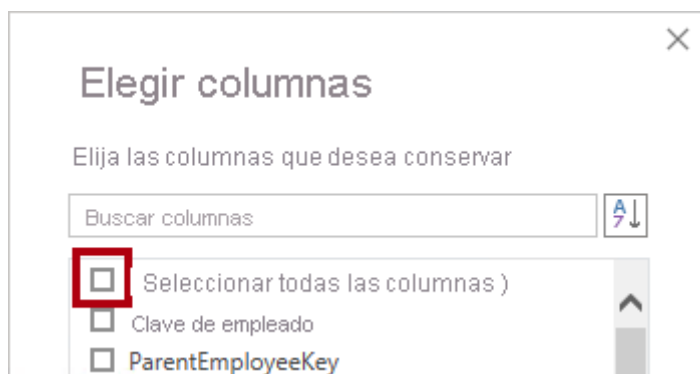 Elegir columnas
Elija las columnas que desea conservar
Buscar columnas
Seleccionar todas las columnas )
Clave de empleado
ParentEmployeeKey